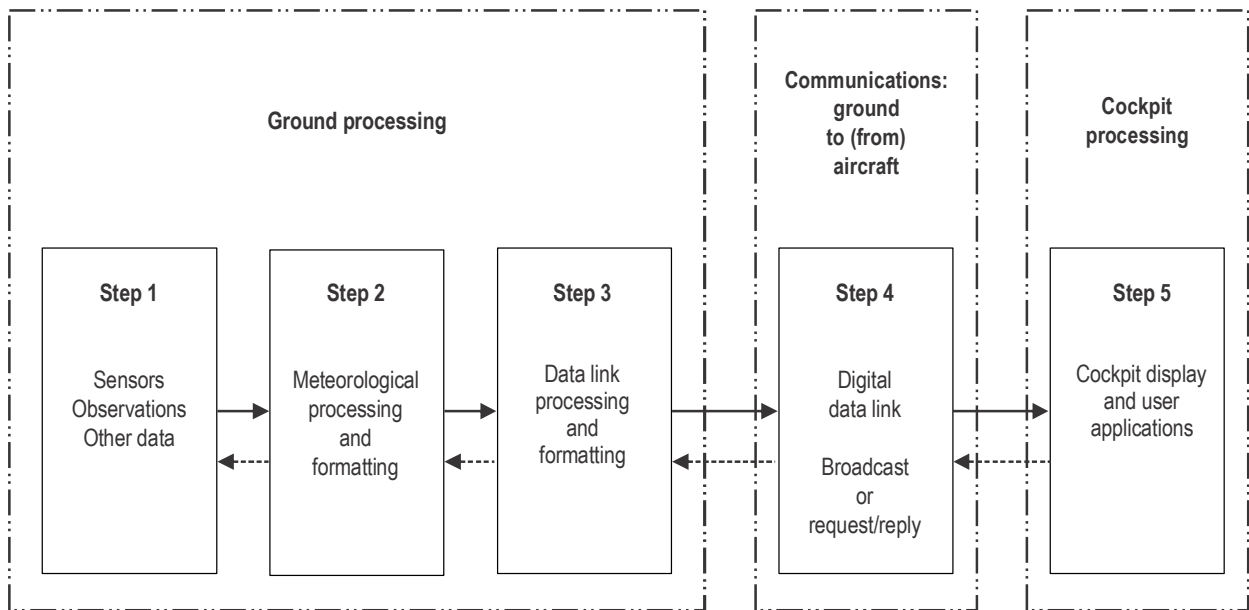 Ground processing
Communications:
ground
to (from)
aircraft
Cockpit
processing
Step 1
Sensors
Observations
Other data
Step 2
Meteorological
processing
and
formatting
Step 3
Data link
processing
and
formatting
Step 4
Digital
data link
Broadcast
or
request/reply
Step 5
Cockpit display
and user
applications